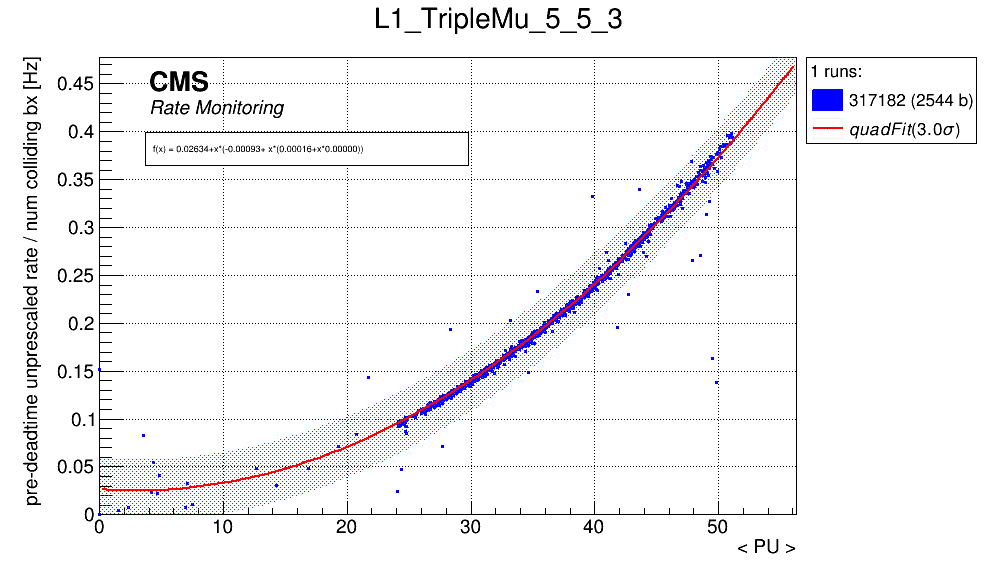 L1_TripleMu_5_5_3
pre-deadtime unprescaled rate / num colliding bx [Hz]
CMS
Rate Monitoring
f(x) = 0.02634+x*(-0.00093+ x*(0.00016+x*0.00000))
1 runs:
317182 (2544 b)
quadFit(3.0σ)
0.45
0.4
0.35
0.3
0.25
0.2
0.15
0.1
0.05
0
0 10 20 30 40 50
< PU >